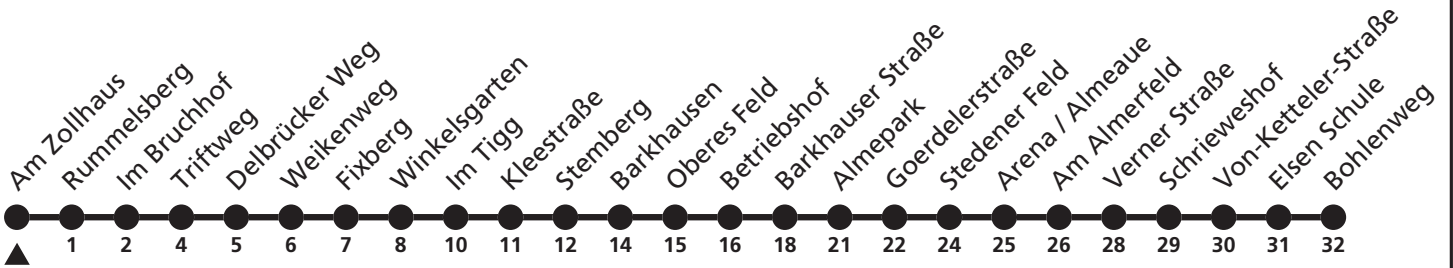 Am Zollhaus
Rummelsberg
Im Bruchhof
Triftweg
Delbrücker Weg
Weikenweg
Fixberg
Winkelsgarten
Im Tigg
Kleestraße
Stemberg
Barkhausen
Oberes Feld
Betriebshof
Barkhauser Straße
Almepark
Goerdelerstraße
Stedener Feld
Arena / Almeaue
Am Almerfeld
Verner Straße
Schrieweshof
Von-Ketteler-Straße
Elsen Schule
Bohlenweg
1 2 4 5 6 7 8 10 11 12 14 15 16 18 21 22 24 25 26 28 29 30 31 32